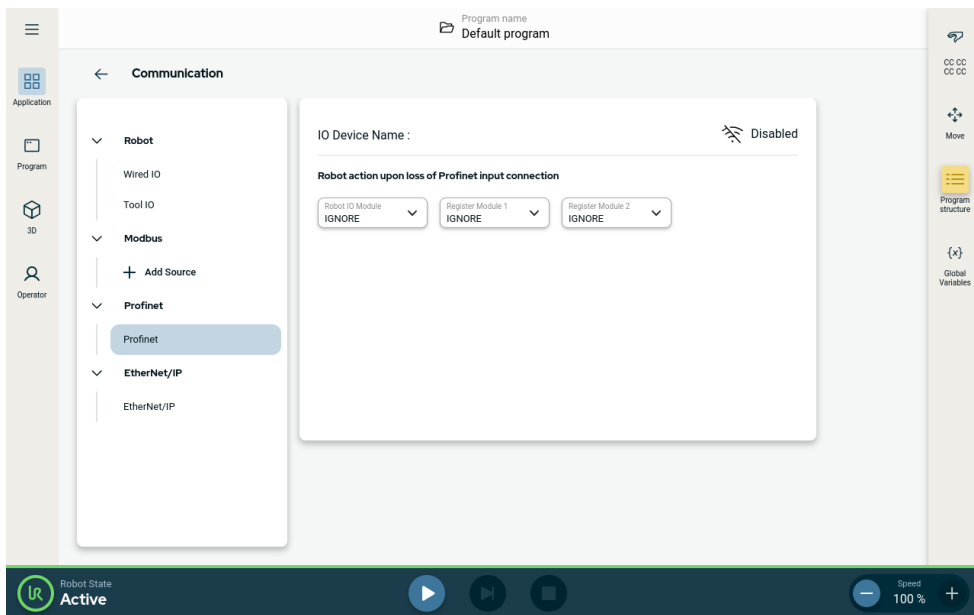 Program name
Default program
Application
Program
3D
Operator
Communication
Robot
Wired IO
Tool IO
Modbus
Add Source
Profinet
Profinet
EtherNet/IP
EtherNet/IP
IO Device Name :
Disabled
Robot action upon loss of Profinet input connection
Robot IO Module
IGNORE
Register Module 1
IGNORE
Register Module 2
IGNORE
CC CC
CC CC
Move
Program
structure
{x}
Global
Variables
UR
Robot State
Active
Speed
100 %